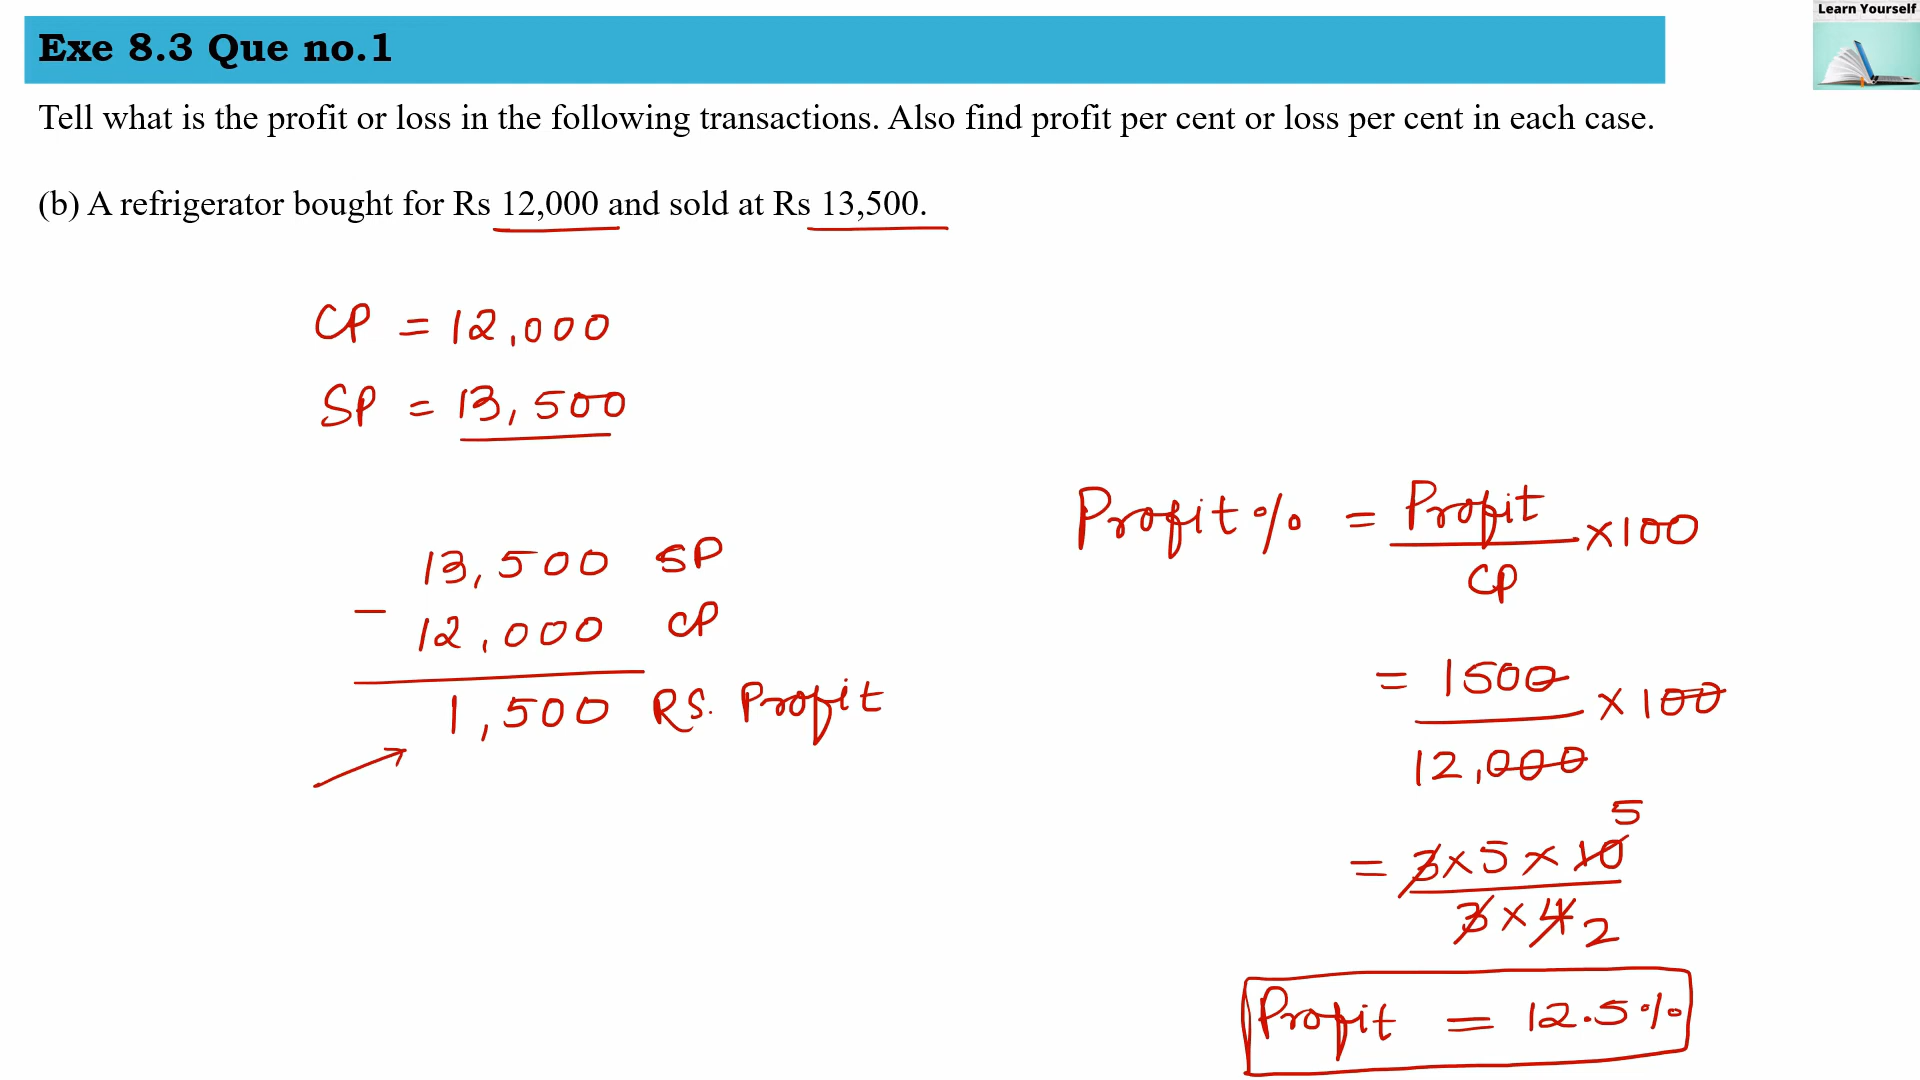 Learn Yourself
Exe 8.3 Que no.1
Tell what is the profit or loss in the following transactions. Also find profit per cent or loss per cent in each case.
(b) A refrigerator bought for Rs 12,000 and sold at Rs 13,500.
CP = 12,000
SP = 13,500
13,500 SP
- 12,000 CP
1,500 RS. Profit
Profit % = Profit × 100
CP
= 1500 × 100
12,000
5
= 3 × 5 × 10
3 × 4 2
Profit = 12.5 %